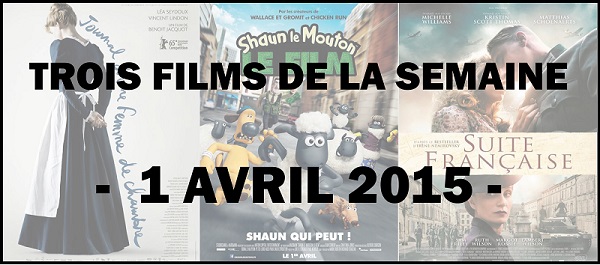 TROIS FILMS DE LA SEMAINE
- 1 AVRIL 2015 -
LÉA SEYDOUX
VINCENT LINDON
BENOIT JACQUOT
Journal d'une femme de chambre
WALLACE ET GROMIT et CHICKEN RUN
Shaun le Mouton
LE FILM
SHAUN QUI PEUT !
LE 1er AVRIL
MICHELLE WILLIAMS
KRISTIN SCOTT THOMAS
MATTHIAS SCHOENAERTS
SUITE
FRANÇAISE